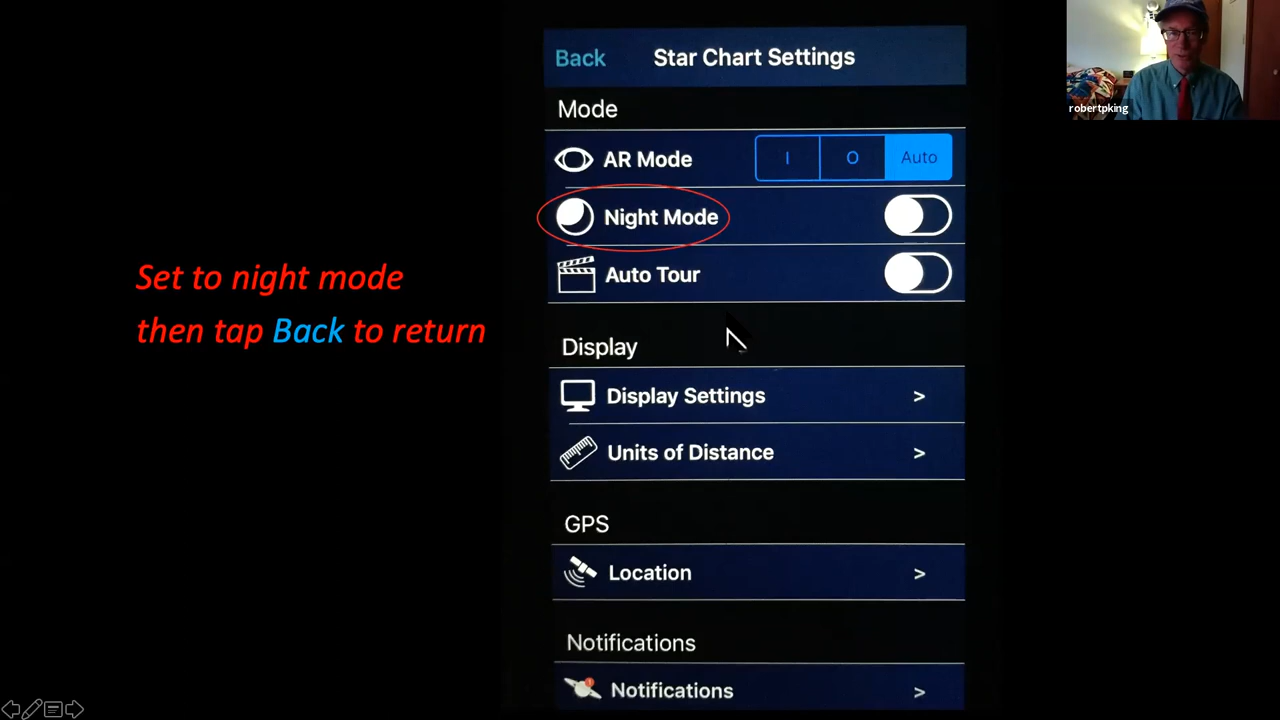 Back Star Chart Settings
Mode
AR Mode I O Auto
Night Mode
Auto Tour
Set to night mode
then tap Back to return
Display
Display Settings >
Units of Distance >
GPS
Location >
Notifications
Notifications >
robertpking
1